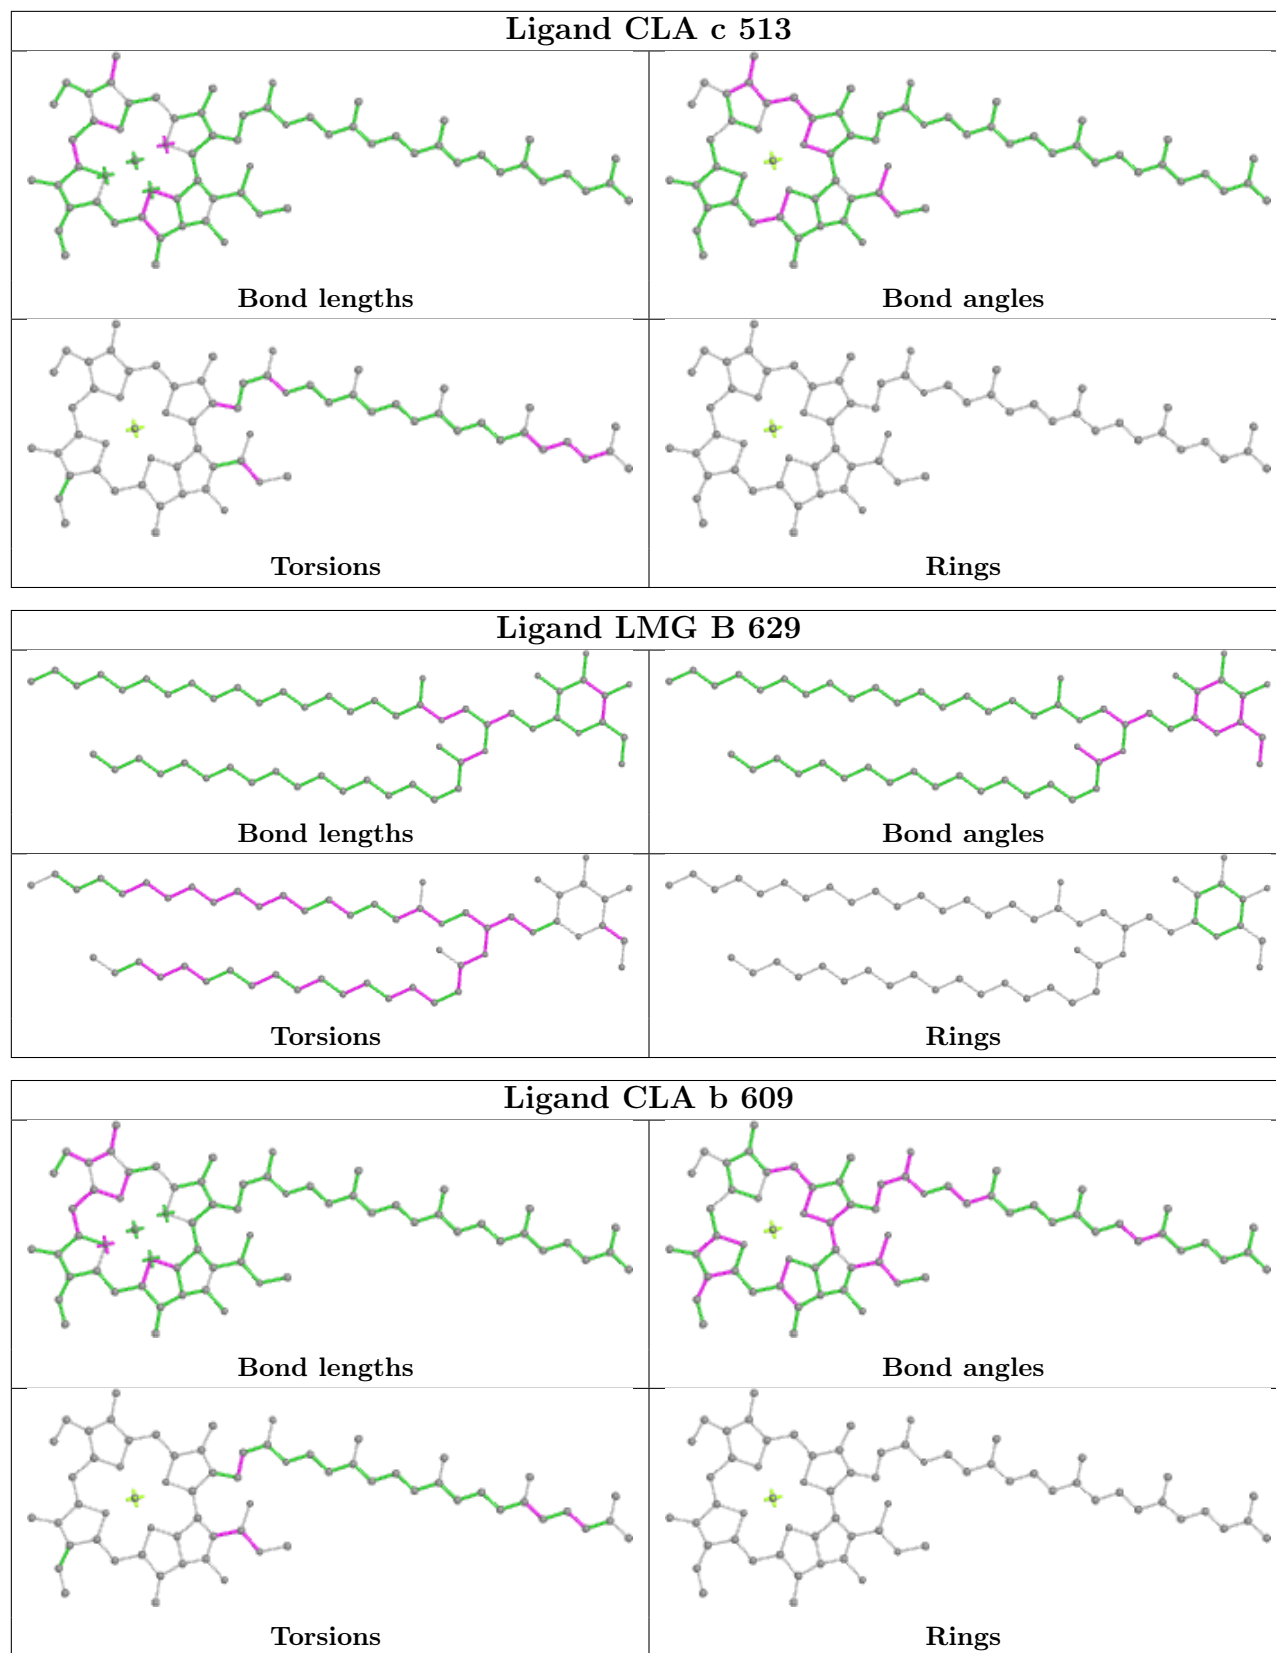 Ligand CLA c 513
Bond lengths
Bond angles
Torsions
Rings
Ligand LMG B 629
Bond lengths
Bond angles
Torsions
Rings
Ligand CLA b 609
Bond lengths
Bond angles
Torsions
Rings